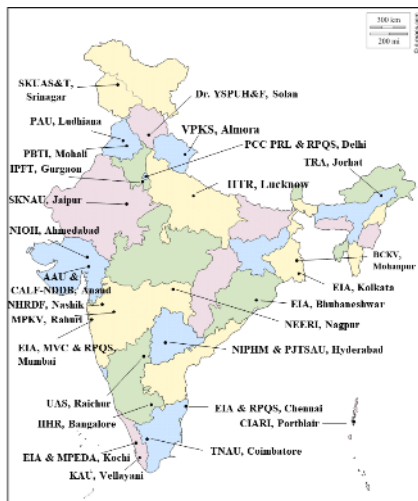 300 km
200 mi
SKUAS&T,
Srinagar
Dr. YSPUH&F, Solan
PAU, Ludhiana
VPKS, Almora
PBTI, Mohali
PCC PRL & RPQS, Delhi
IPFT, Gurgaon
TRA, Jorhat
IITR, Lucknow
SKNAU, Jaipur
NIOH, Ahmedabad
BCKV,
Mohanpur
AAU &
CALF-NDDB, Anand
EIA, Kolkata
NHRDF, Nashik
EIA, Bhubaneshwar
MPKV, Rahuri
NEERI, Nagpur
EIA, MVC & RPQS,
Mumbai
NIPHM & PJTSAU, Hyderabad
UAS, Raichur
EIA & RPQS, Chennai
IIHR, Bangalore
CIARI, Portblair
EIA & MPEDA, Kochi
TNAU, Coimbatore
KAU, Vellayani